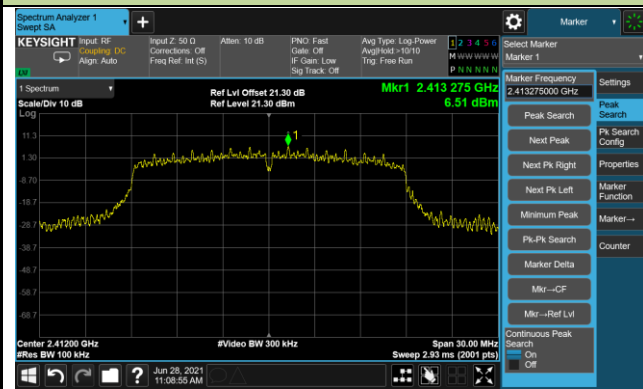 Spectrum Analyzer 1
Swept SA
Marker
KEYSIGHT
Input: RF
Coupling: DC
Align: Auto
Input Z: 50 Ω
Corrections: Off
Freq Ref: Int (S)
Atten: 10 dB
PNO: Fast
Gate: Off
IF Gain: Low
Sig Track: Off
Avg Type: Log-Power
Avg|Hold:>10/10
Trig: Free Run
1 2 3 4 5 6
M W W W W W
P N N N N N
Select Marker
Marker 1
1 Spectrum
Scale/Div 10 dB
Log
Ref Lvl Offset 21.30 dB
Ref Level 21.30 dBm
Mkr1 2.413 275 GHz
6.51 dBm
1
11.3
1.30
-8.70
-18.7
-28.7
-38.7
-48.7
-58.7
-68.7
Center 2.41200 GHz
#Res BW 100 kHz
#Video BW 300 kHz
Span 30.00 MHz
Sweep 2.93 ms (2001 pts)
Marker Frequency
2.413275000 GHz
Peak Search
Next Peak
Next Pk Right
Next Pk Left
Minimum Peak
Pk-Pk Search
Marker Delta
Mkr→CF
Mkr→Ref Lvl
Continuous Peak
Search
On
Off
Settings
Peak
Search
Pk Search
Config
Properties
Marker
Function
Marker→
Counter
Jun 28, 2021
11:08:55 AM